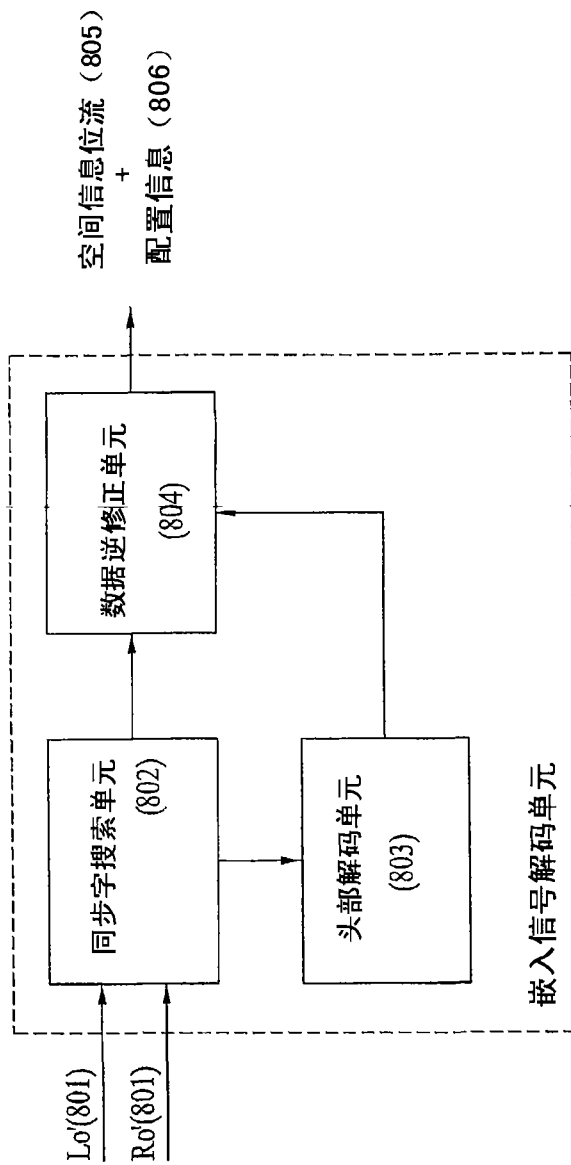 Lo'(801)
Ro'(801)
同步字搜索单元
(802)
头部解码单元
(803)
数据逆修正单元
(804)
嵌入信号解码单元
空间信息位流（805）
+
配置信息（806）